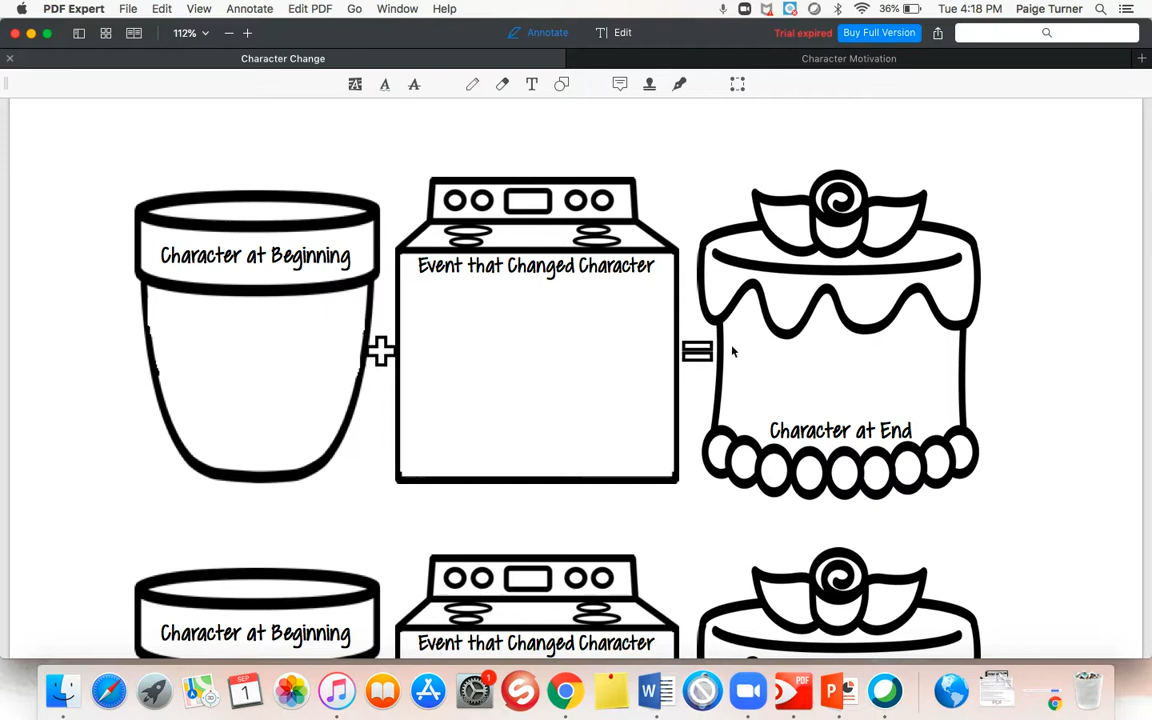 PDF Expert File Edit View Annotate Edit PDF Go Window Help 36% Tue 4:18 PM Paige Turner
112% Annotate T Edit Trial expired Buy Full Version
Character Change Character Motivation
Character at Beginning
Event that Changed Character
Character at End
Character at Beginning
Event that Changed Character